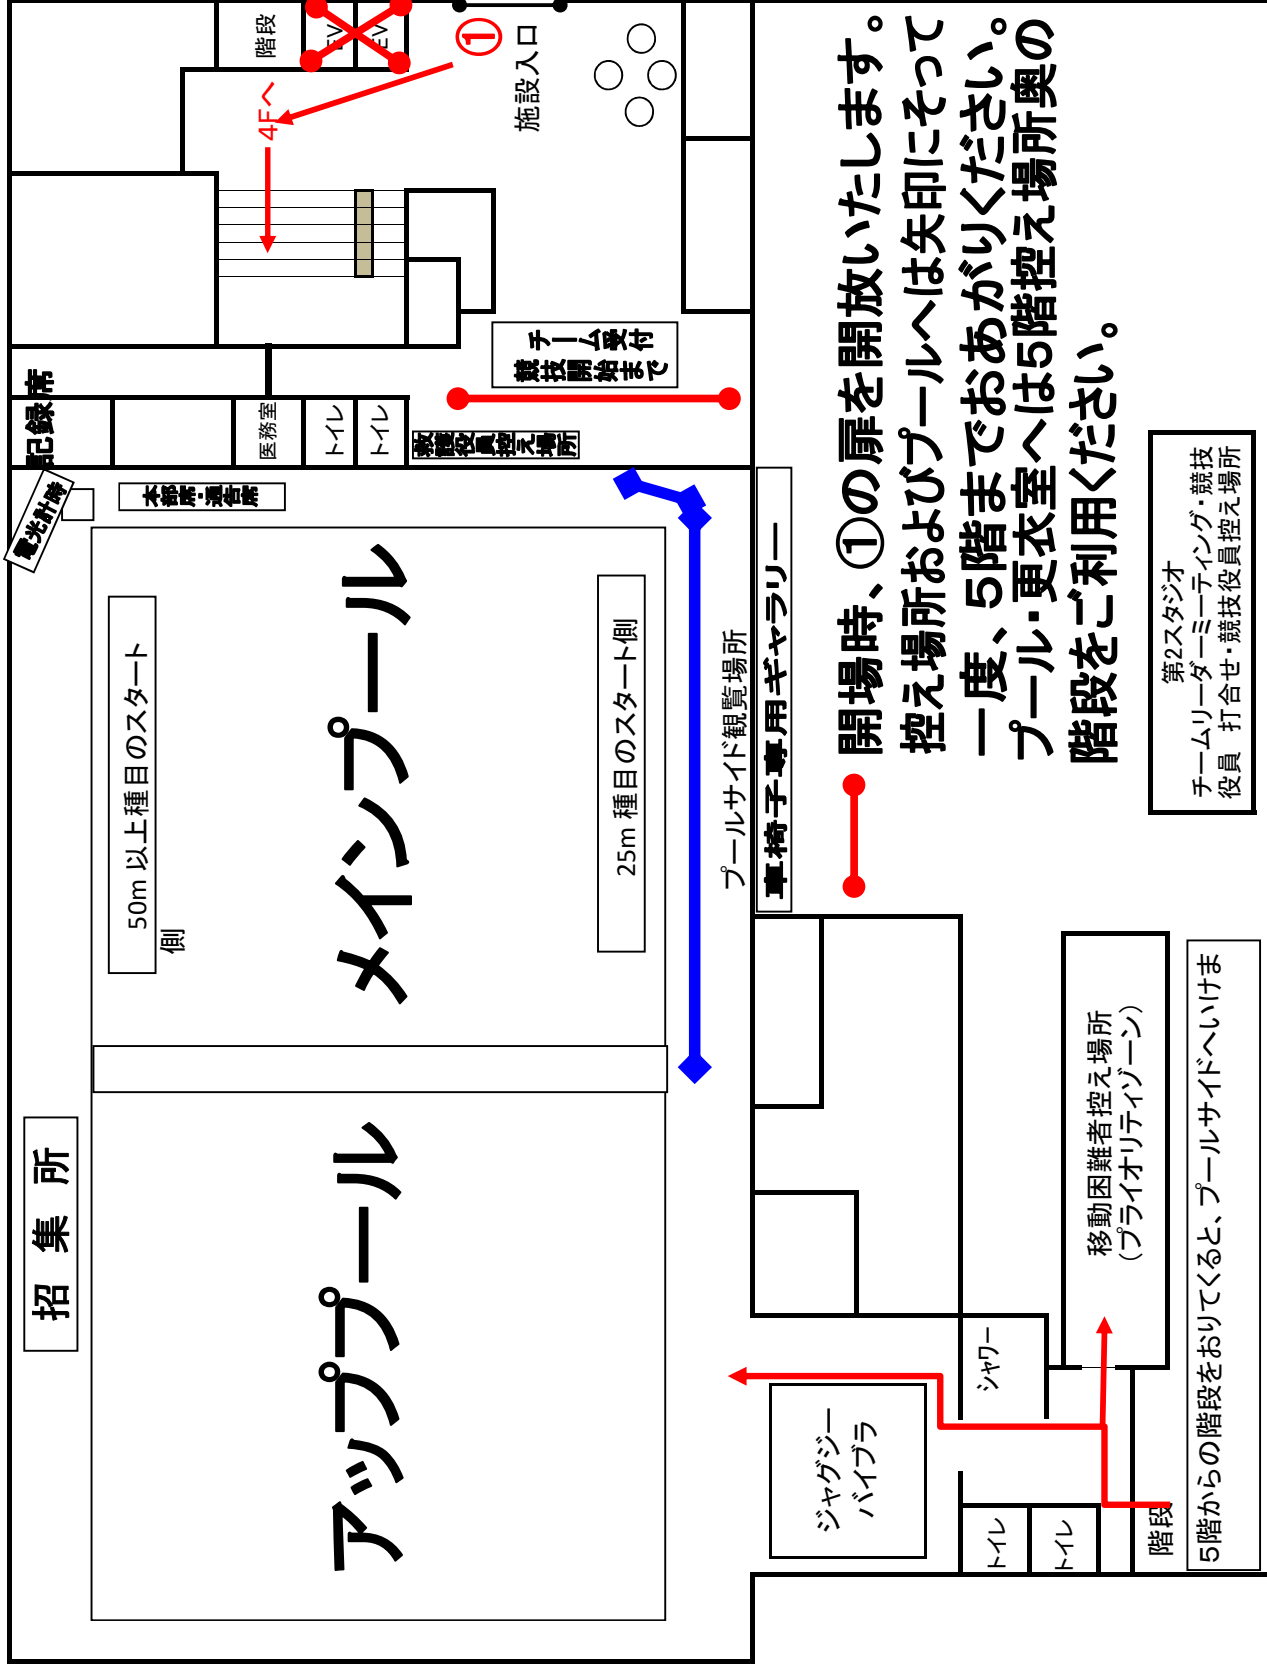 招　集　所
電光計時
記録席
本部席・通告席
50m 以上種目のスタート
側
医務室
トイレ
トイレ
階段
EV
EV
4Fへ
①
施設入口
チーム受付
競技開始まで
救護役員控え場所
アッププール
メインプール
25m 種目のスタート側
プールサイド観覧場所
車椅子専用ギャラリー
開場時、①の扉を開放いたします。
控え場所およびプールへは矢印にそって
一度、５階までおあがりください。
プール・更衣室へは５階控え場所奥の
階段をご利用ください。
ジャグジー
バイブラ
シャワー
トイレ
トイレ
移動困難者控え場所
（プライオリティゾーン）
階段
５階からの階段をおりてくると、プールサイドへいけま
第２スタジオ
チームリーダーミーティング・競技
役員　打合せ・競技役員控え場所